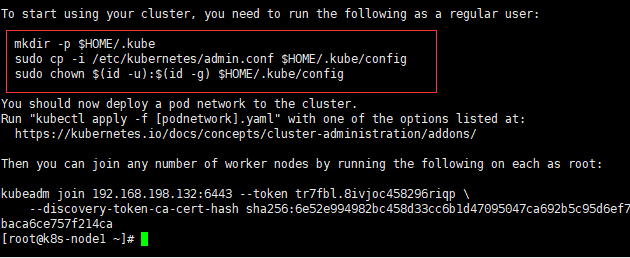 To start using your cluster, you need to run the following as a regular user:
mkdir -p $HOME/.kube
sudo cp -i /etc/kubernetes/admin.conf $HOME/.kube/config
sudo chown $(id -u):$(id -g) $HOME/.kube/config
You should now deploy a pod network to the cluster.
Run "kubectl apply -f [podnetwork].yaml" with one of the options listed at:
https://kubernetes.io/docs/concepts/cluster-administration/addons/
Then you can join any number of worker nodes by running the following on each as root:
kubeadm join 192.168.198.132:6443 --token tr7fbl.8ivjoc458296riqp \
--discovery-token-ca-cert-hash sha256:6e52e994982bc458d33cc6b1d47095047ca692b5c95d6ef7
baca6ce757f214ca
[root@k8s-node1 ~]#